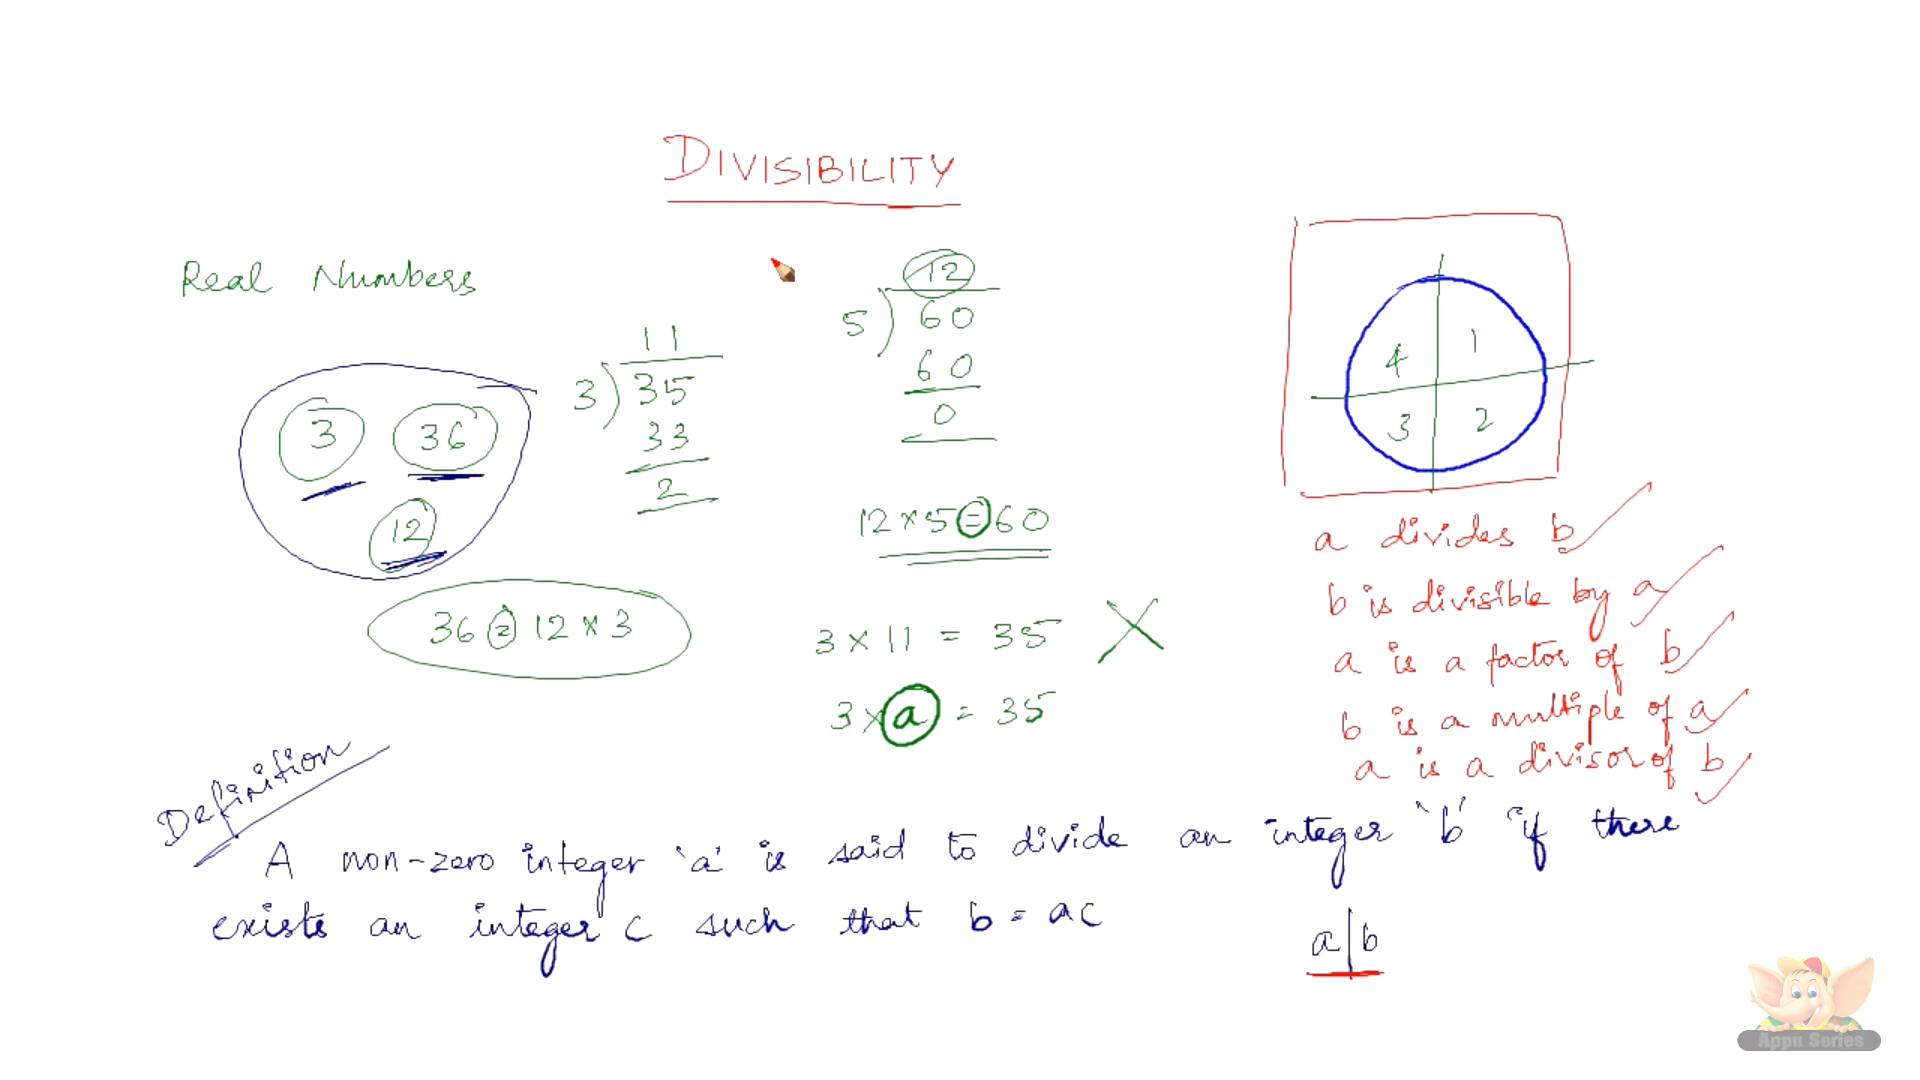 DIVISIBILITY
Real Numbers
3 36
12
36 = 12 × 3
11
3)35
33
2
12
5)60
60
0
12 × 5 = 60
3 × 11 = 35
3 × a = 35
4 1
3 2
a divides b
b is divisible by a
a is a factor of b
b is a multiple of a
a is a divisor of b
Definition
A non-zero integer 'a' is said to divide an integer 'b' if there
exists an integer c such that b = ac
a|b
Appu Series